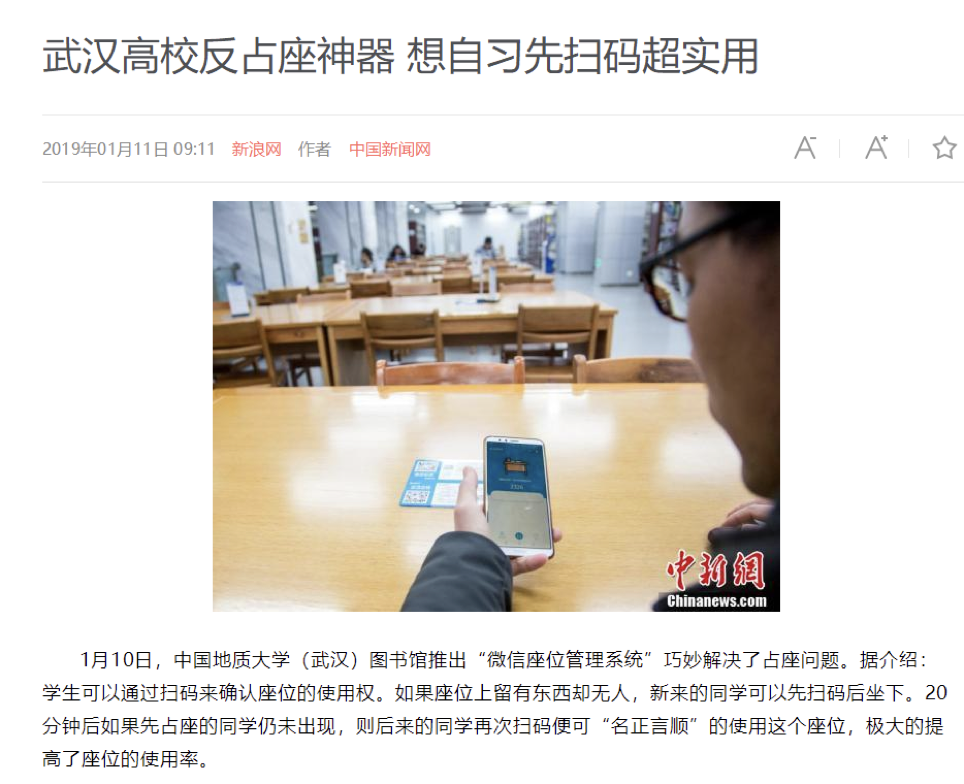 武汉高校反占座神器 想自习先扫码超实用
2019年01月11日 09:11 新浪网 作者 中国新闻网
A- A+
中新網
Chinanews.com
1月10日，中国地质大学（武汉）图书馆推出“微信座位管理系统”巧妙解决了占座问题。据介绍：
学生可以通过扫码来确认座位的使用权。如果座位上留有东西却无人，新来的同学可以先扫码后坐下。20
分钟后如果先占座的同学仍未出现，则后来的同学再次扫码便可“名正言顺”的使用这个座位，极大的提
高了座位的使用率。